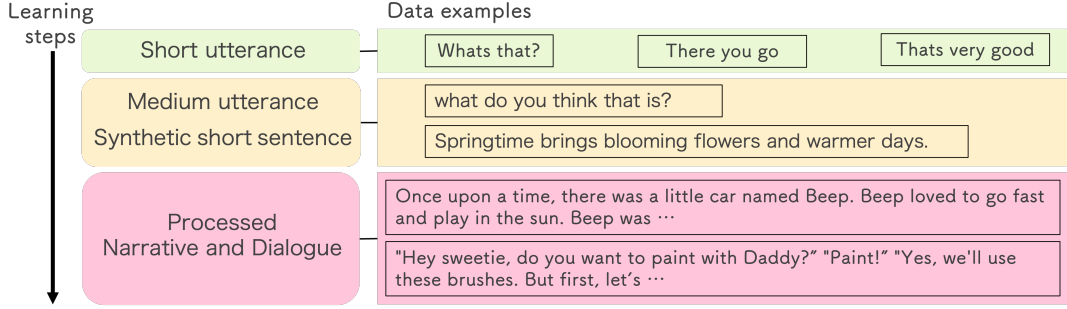 Learning
steps
Data examples
Short utterance
Whats that?
There you go
Thats very good
Medium utterance
Synthetic short sentence
what do you think that is?
Springtime brings blooming flowers and warmer days.
Processed
Narrative and Dialogue
Once upon a time, there was a little car named Beep. Beep loved to go fast
and play in the sun. Beep was ⋯
"Hey sweetie, do you want to paint with Daddy?” "Paint!” "Yes, we'll use
these brushes. But first, let’s ⋯